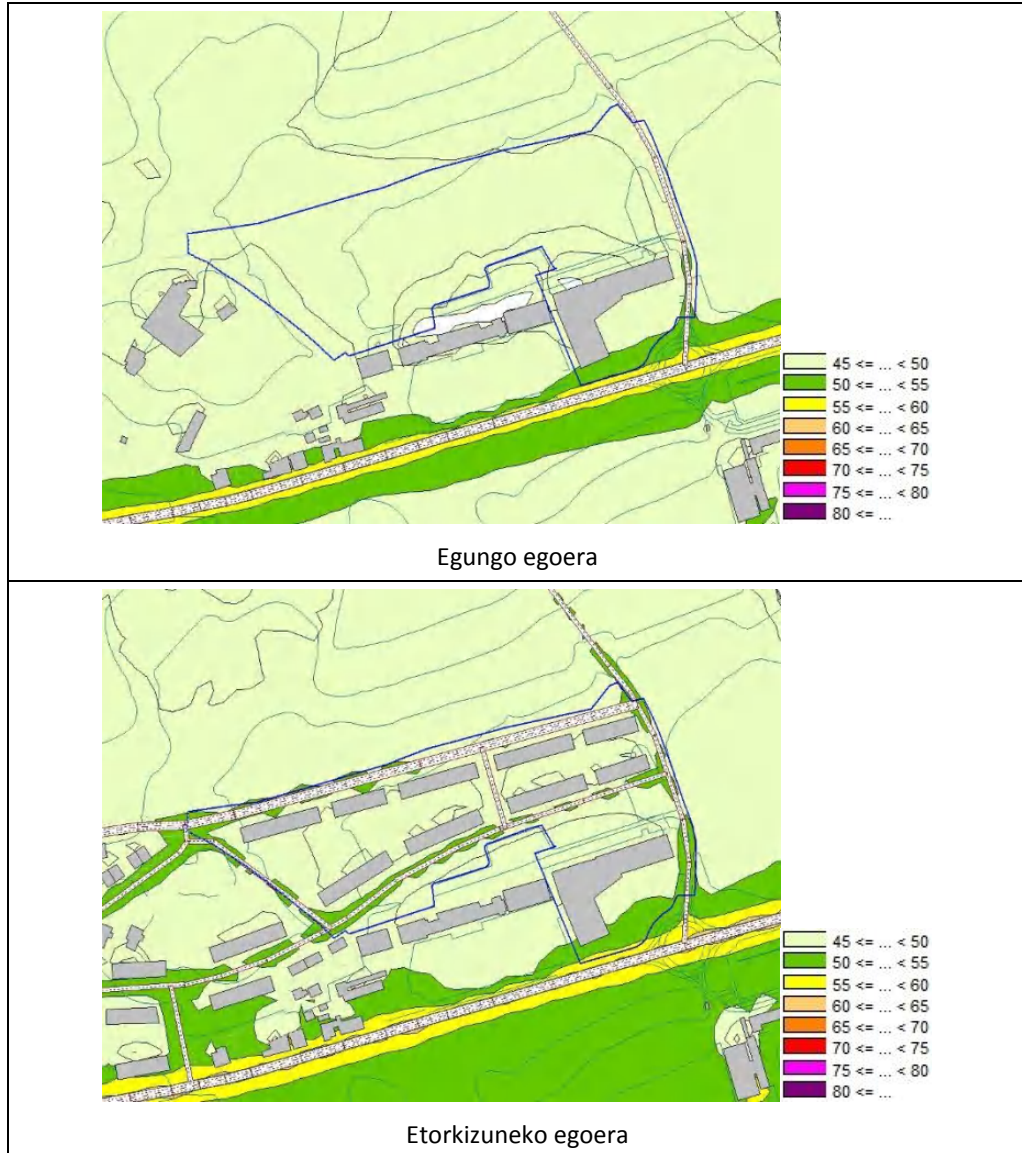 45 <= ... < 50
50 <= ... < 55
55 <= ... < 60
60 <= ... < 65
65 <= ... < 70
70 <= ... < 75
75 <= ... < 80
80 <= ...
Egungo egoera
45 <= ... < 50
50 <= ... < 55
55 <= ... < 60
60 <= ... < 65
65 <= ... < 70
70 <= ... < 75
75 <= ... < 80
80 <= ...
Etorkizuneko egoera